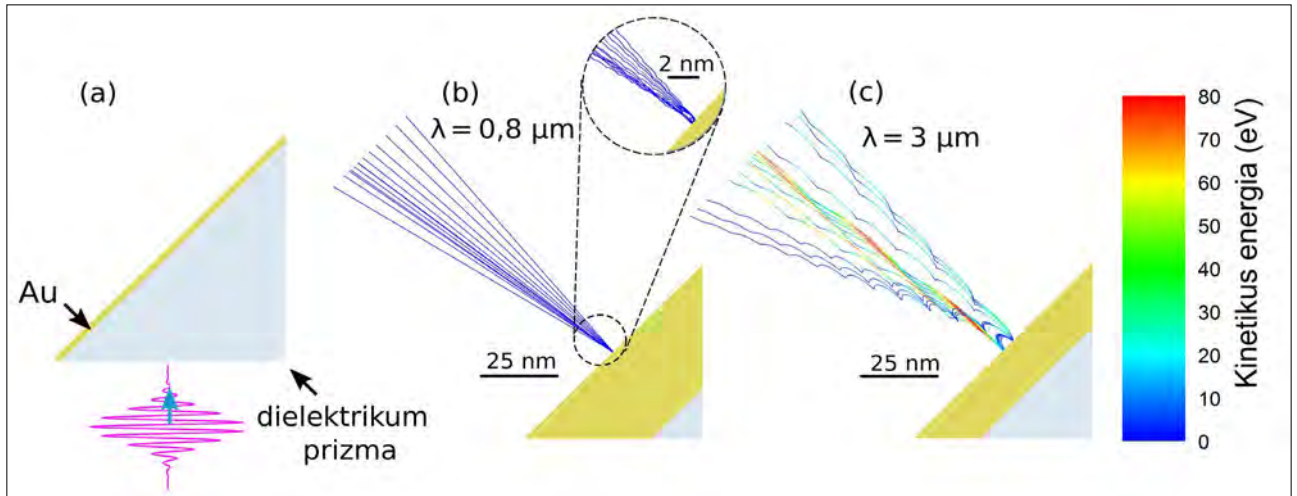 (a)
Au
dielektrikum
prizma
(b)
λ = 0,8 μm
2 nm
25 nm
(c)
λ = 3 μm
25 nm
80
70
60
50
40
30
20
10
0
Kinetikus energia (eV)